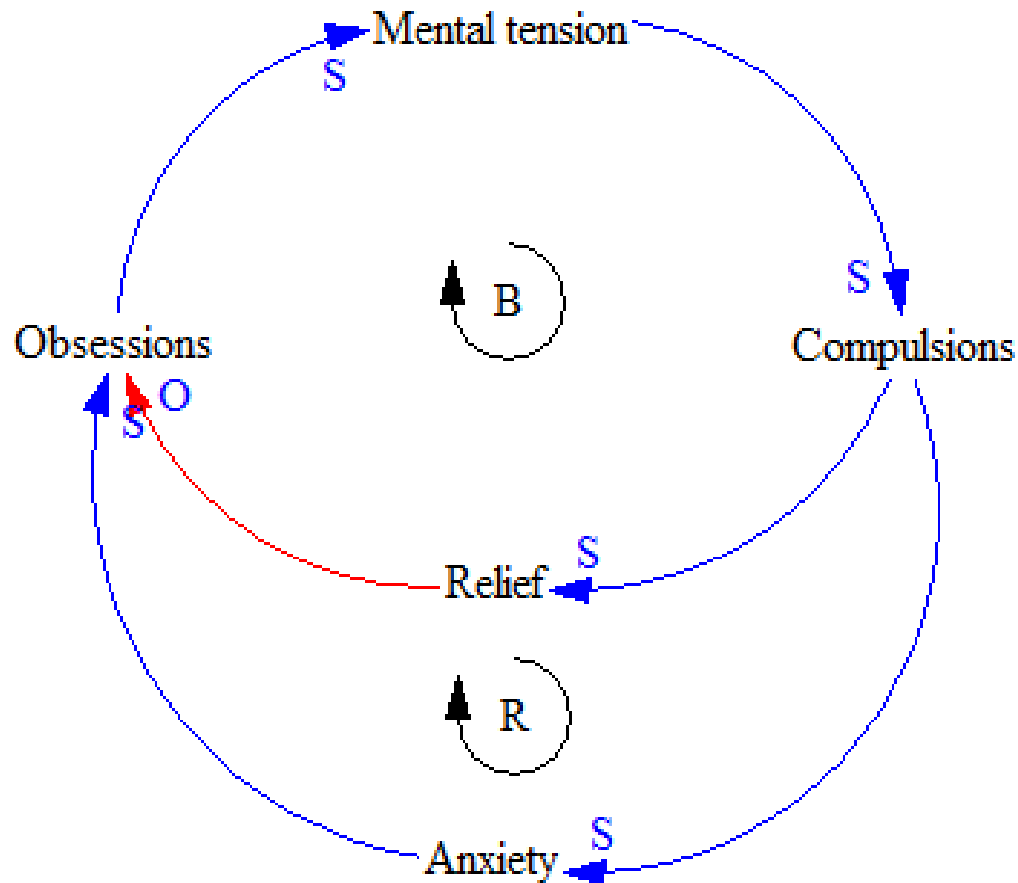 Mental tension
S
S
B
Obsessions
Compulsions
O
S
S
Relief
R
S
Anxiety